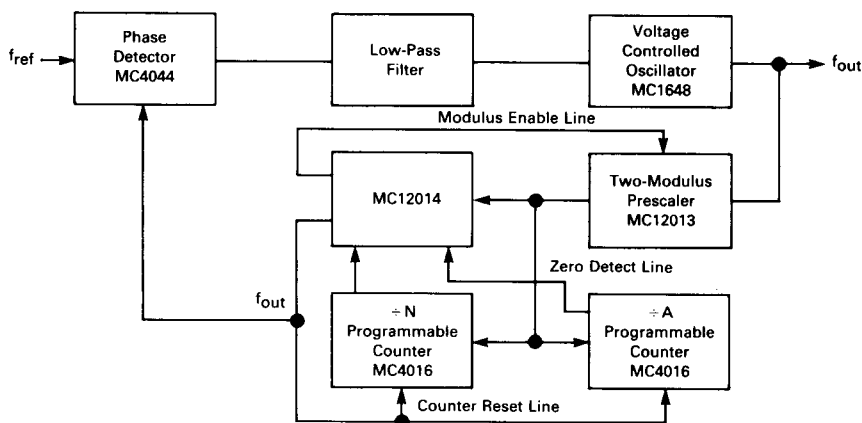 Phase
Detector
MC4044
Low-Pass
Filter
Voltage
Controlled
Oscillator
MC1648
fref
fout
Modulus Enable Line
MC12014
Two-Modulus
Prescaler
MC12013
Zero Detect Line
fout
÷N
Programmable
Counter
MC4016
÷A
Programmable
Counter
MC4016
Counter Reset Line